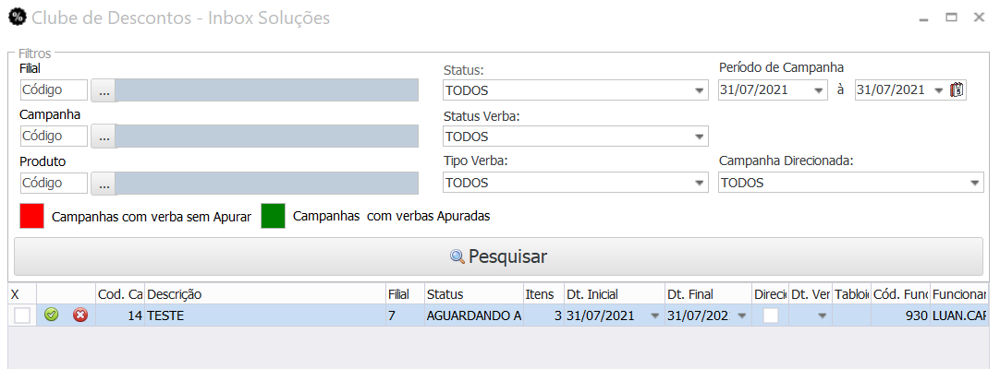 Clube de Descontos - Inbox Soluções
Filtros
Filial
Código
...
Status:
TODOS
Período de Campanha
31/07/2021 à 31/07/2021
Campanha
Código
...
Status Verba:
TODOS
Produto
Código
...
Tipo Verba:
TODOS
Campanha Direcionada:
TODOS
Campanhas com verba sem Apurar
Campanhas com verbas Apuradas
Pesquisar
X Cod. Ca Descrição Filial Status Itens Dt. Inicial Dt. Final Direci Dt. Ver Tabloi Cód. Func Funcionar
14 TESTE 7 AGUARDANDO A 3 31/07/2021 31/07/202 930 LUAN.CAR